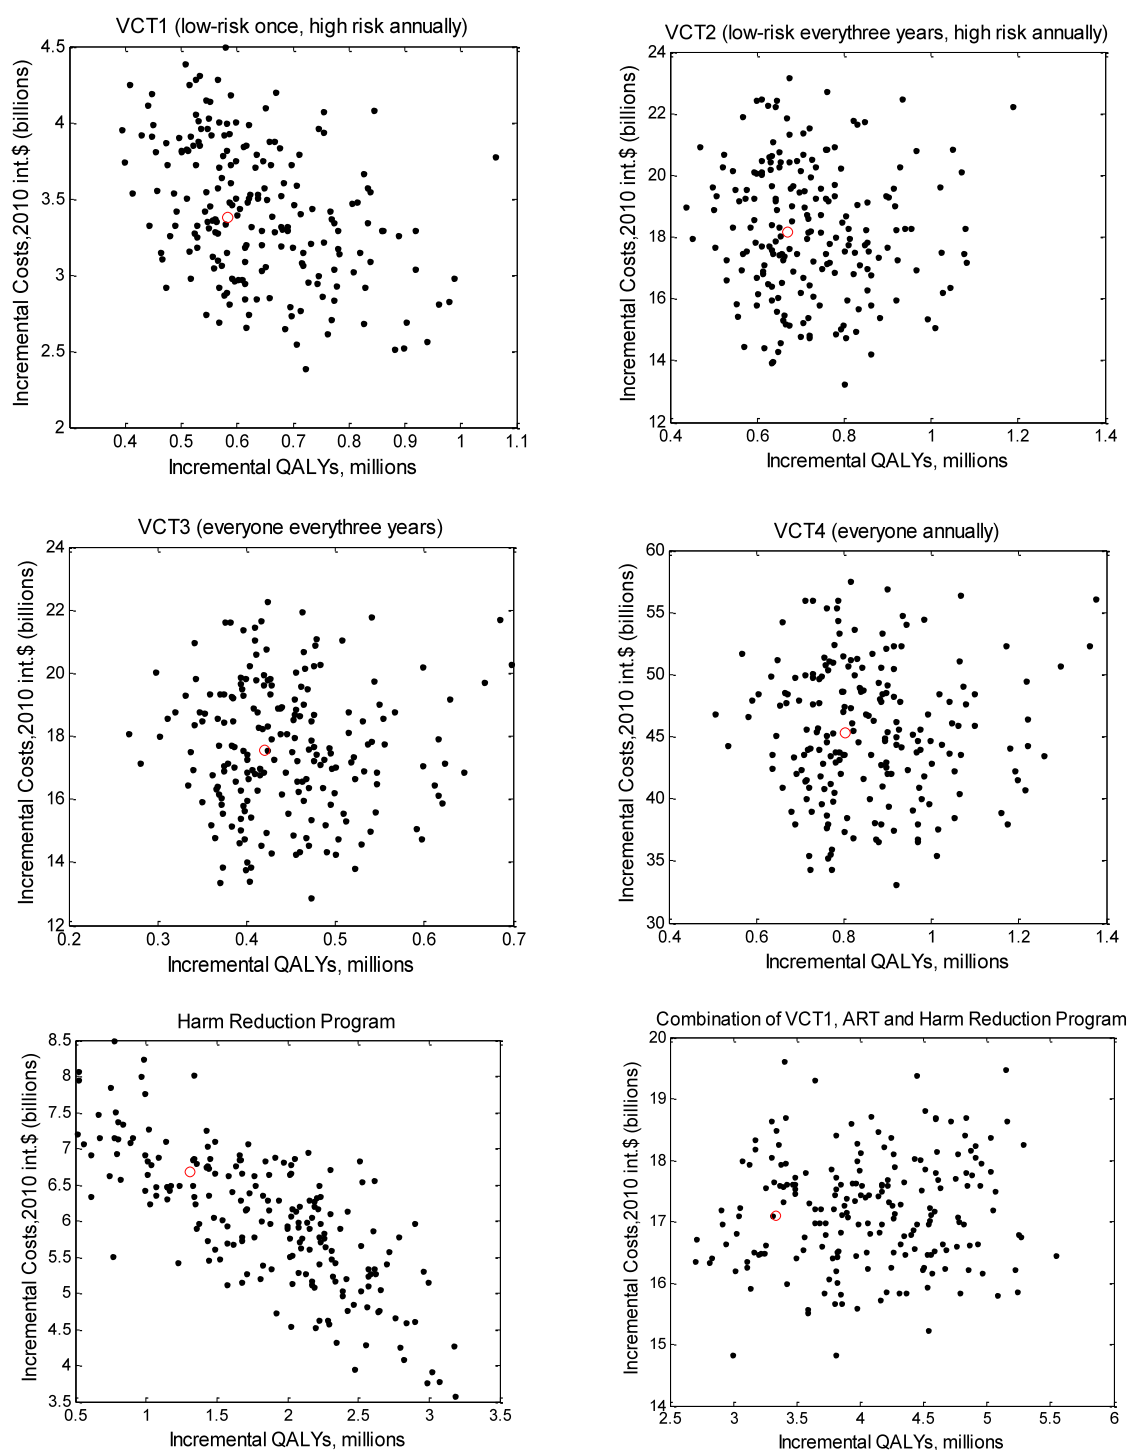 VCT1 (low-risk once, high risk annually)
Incremental Costs,2010 int.$ (billions)
4.5
4
3.5
3
2.5
2
0.4 0.5 0.6 0.7 0.8 0.9 1 1.1
Incremental QALYs, millions
VCT2 (low-risk everythree years, high risk annually)
Incremental Costs,2010 int.$ (billions)
24
22
20
18
16
14
12
0.4 0.6 0.8 1 1.2 1.4
Incremental QALYs, millions
VCT3 (everyone everythree years)
Incremental Costs,2010 int.$ (billions)
24
22
20
18
16
14
12
0.2 0.3 0.4 0.5 0.6 0.7
Incremental QALYs, millions
VCT4 (everyone annually)
Incremental Costs,2010 int.$ (billions)
60
55
50
45
40
35
30
0.4 0.6 0.8 1 1.2 1.4
Incremental QALYs, millions
Harm Reduction Program
Incremental Costs,2010 int.$ (billions)
8.5
8
7.5
7
6.5
6
5.5
5
4.5
4
3.5
0.5 1 1.5 2 2.5 3 3.5
Incremental QALYs, millions
Combination of VCT1, ART and Harm Reduction Program
Incremental Costs,2010 int.$ (billions)
20
19
18
17
16
15
14
2.5 3 3.5 4 4.5 5 5.5 6
Incremental QALYs, millions